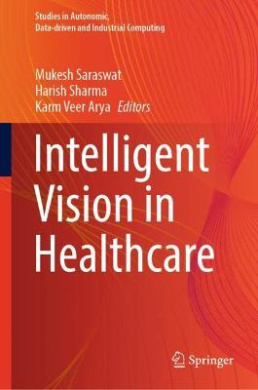 Studies in Autonomic,
Data-driven and Industrial Computing
Mukesh Saraswat
Harish Sharma
Karm Veer Arya Editors
Intelligent
Vision in
Healthcare
Springer